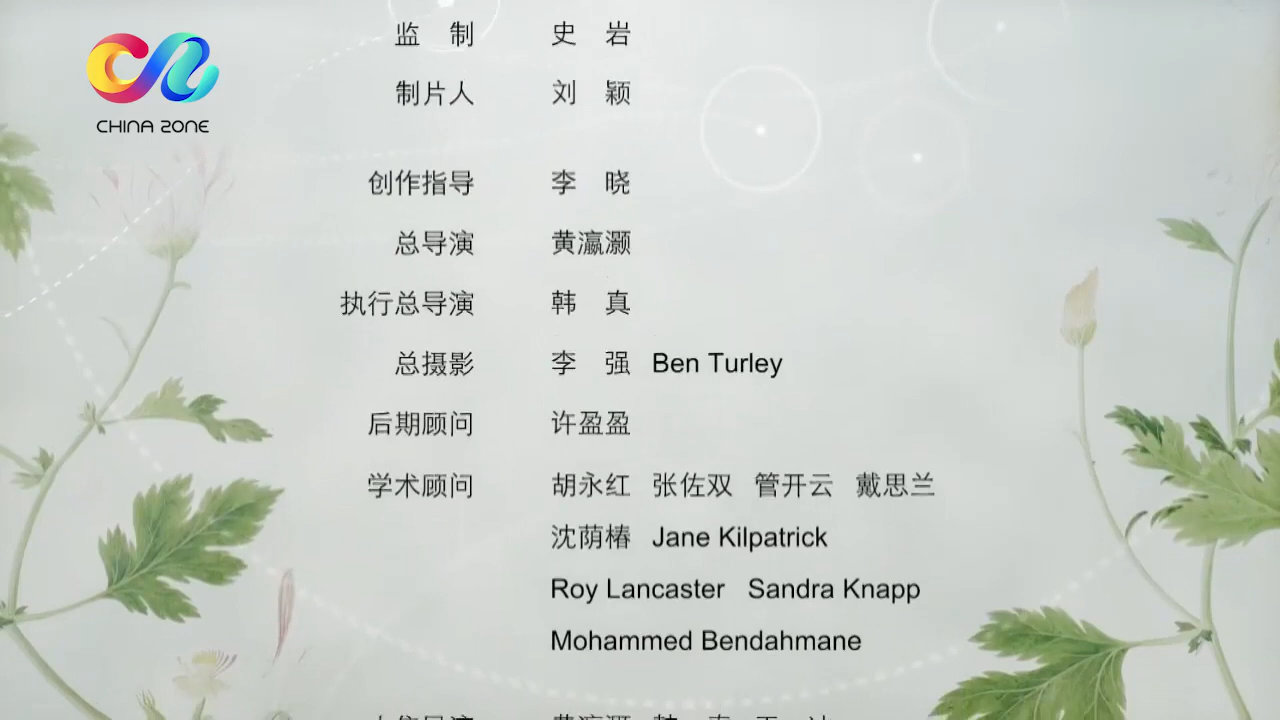 CHINA ZONE
监 制 史 岩
制片人 刘 颖
创作指导 李 晓
总导演 黄瀛灏
执行总导演 韩 真
总摄影 李 强 Ben Turley
后期顾问 许盈盈
学术顾问 胡永红 张佐双 管开云 戴思兰
沈荫椿 Jane Kilpatrick
Roy Lancaster Sandra Knapp
Mohammed Bendahmane